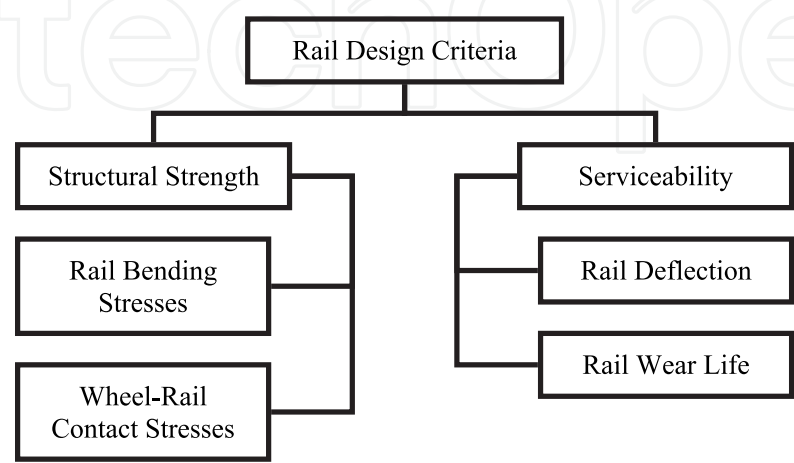 Rail Design Criteria
Structural Strength
Serviceability
Rail Bending
Stresses
Rail Deflection
Wheel-Rail
Contact Stresses
Rail Wear Life